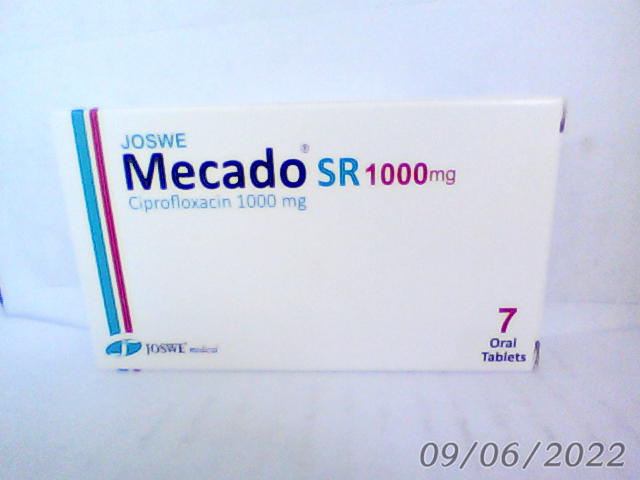 JOSWE
Mecado® SR 1000mg
Ciprofloxacin 1000 mg
7
Oral
Tablets
JOSWE medical
09/06/2022